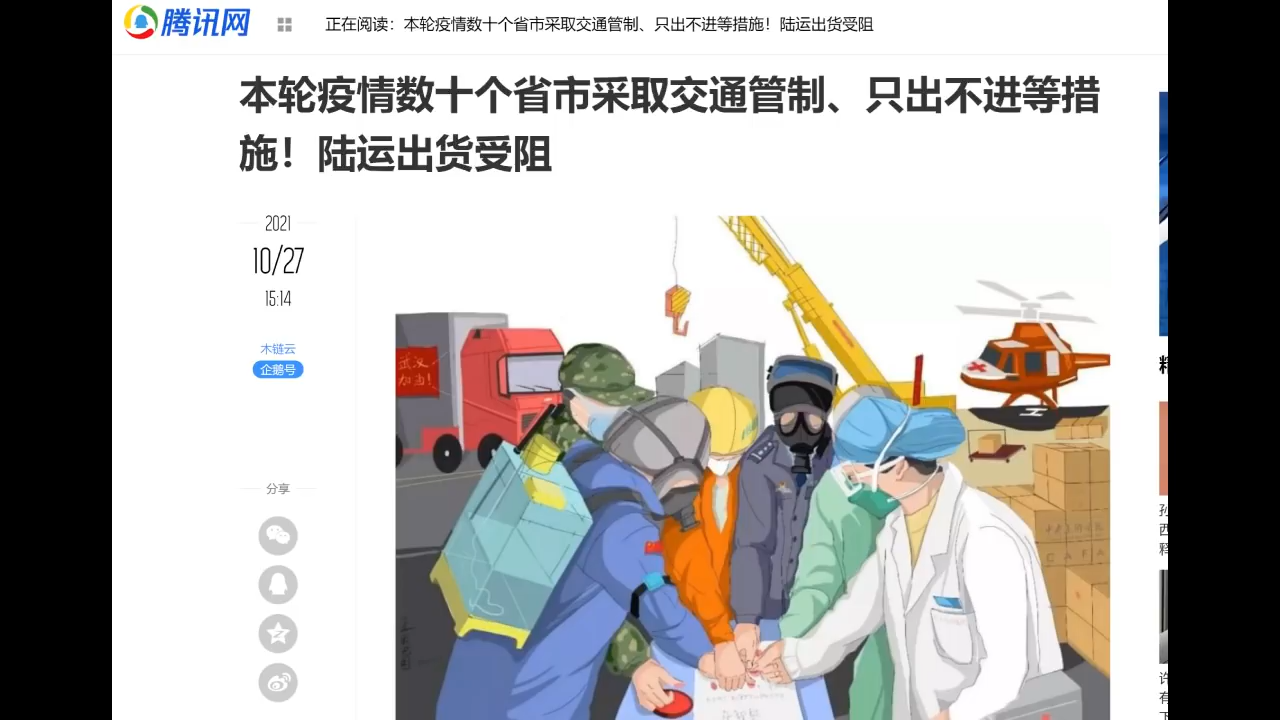 腾讯网
正在阅读：本轮疫情数十个省市采取交通管制、只出不进等措施！陆运出货受阻
本轮疫情数十个省市采取交通管制、只出不进等措
施！陆运出货受阻
2021
10/27
15:14
木链云
企鹅号
分享
武汉
加油！
CAFA